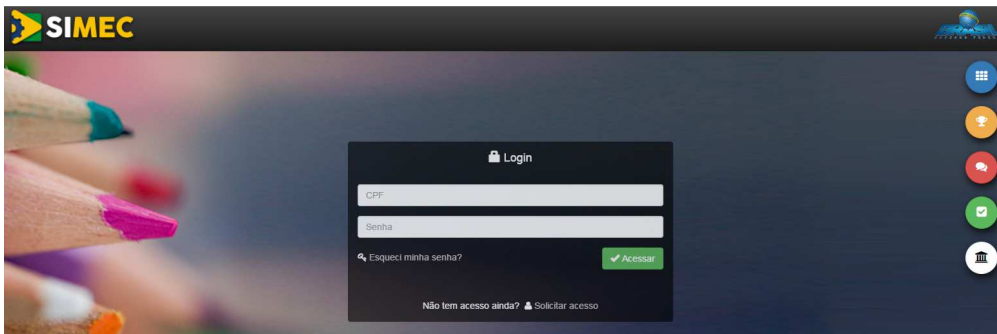 SIMEC
Login
CPF
Senha
Esqueci minha senha?
Acessar
Não tem acesso ainda? Solicitar acesso